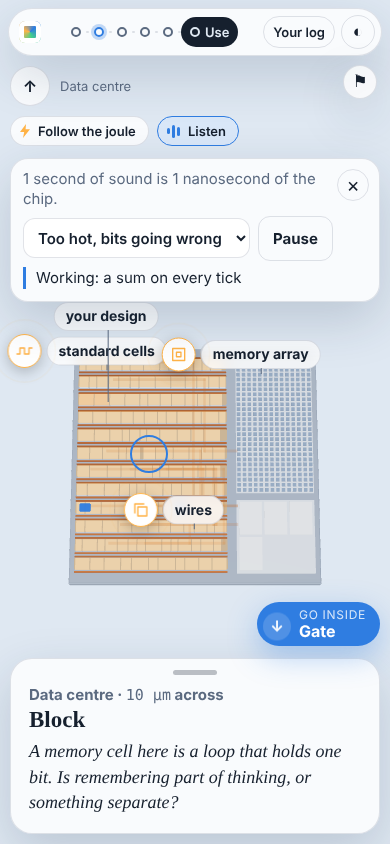 Use
Your log
Data centre
Follow the joule
Listen
1 second of sound is 1 nanosecond of the
chip.
Too hot, bits going wrong
Pause
Working: a sum on every tick
your design
standard cells
memory array
wires
GO INSIDE
Gate
Data centre · 10 µm across
Block
A memory cell here is a loop that holds one
bit. Is remembering part of thinking, or
something separate?